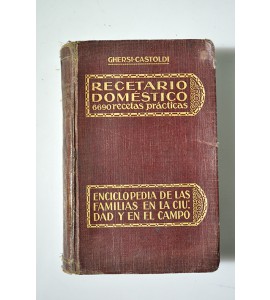 GHERSI-CASTOLDI
RECETARIO
DOMÉSTICO
6690 recetas prácticas
ENCICLOPEDIA DE LAS
FAMILIAS EN LA CIU-
DAD Y EN EL CAMPO